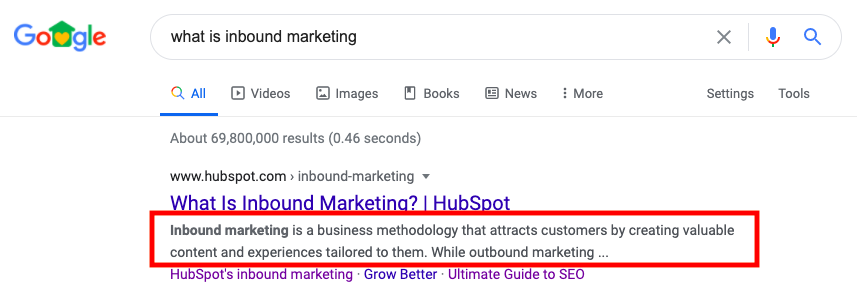 Google
what is inbound marketing
All Videos Images Books News More Settings Tools
About 69,800,000 results (0.46 seconds)
www.hubspot.com › inbound-marketing
What Is Inbound Marketing? | HubSpot
Inbound marketing is a business methodology that attracts customers by creating valuable
content and experiences tailored to them. While outbound marketing ...
HubSpot's inbound marketing · Grow Better · Ultimate Guide to SEO